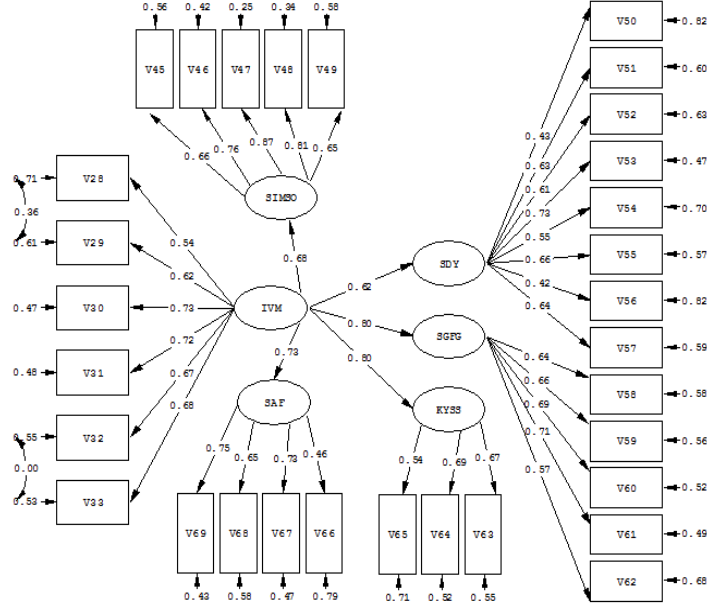 0.56 0.42 0.25 0.34 0.58
V45 V46 V47 V48 V49
0.66 0.76 0.87 0.81 0.65
SIMSO
0.68
0.71 V28
0.36
0.61 V29
0.47 V30
0.48 V31
0.55 V32
0.00
0.53 V33
0.54
0.62
0.73
0.72
0.67
0.68
IVM
0.62
0.80
0.80
0.73
SDY
SGFG
KYSS
SAF
0.43
0.63
0.61
0.73
0.55
0.66
0.42
0.64
V50 0.82
V51 0.60
V52 0.63
V53 0.47
V54 0.70
V55 0.57
V56 0.82
V57 0.59
0.64
0.66
0.69
0.71
0.57
V58 0.58
V59 0.56
V60 0.52
V61 0.49
V62 0.68
0.75 0.65 0.73 0.46
V69 V68 V67 V66
0.43 0.58 0.47 0.79
0.54 0.69 0.67
V65 V64 V63
0.71 0.52 0.55